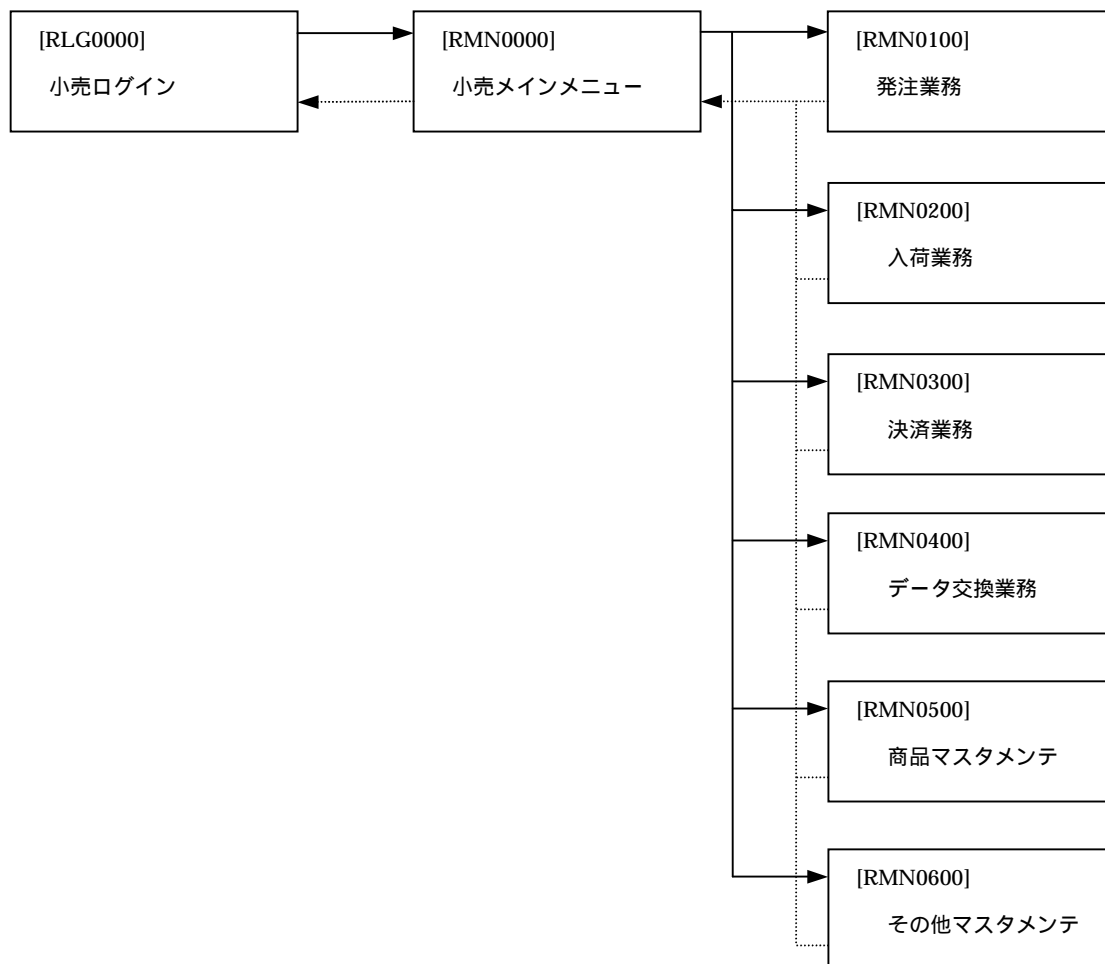 [RLG0000]
小売ログイン
[RMN0000]
小売メインメニュー
[RMN0100]
発注業務
[RMN0200]
入荷業務
[RMN0300]
決済業務
[RMN0400]
データ交換業務
[RMN0500]
商品マスタメンテ
[RMN0600]
その他マスタメンテ